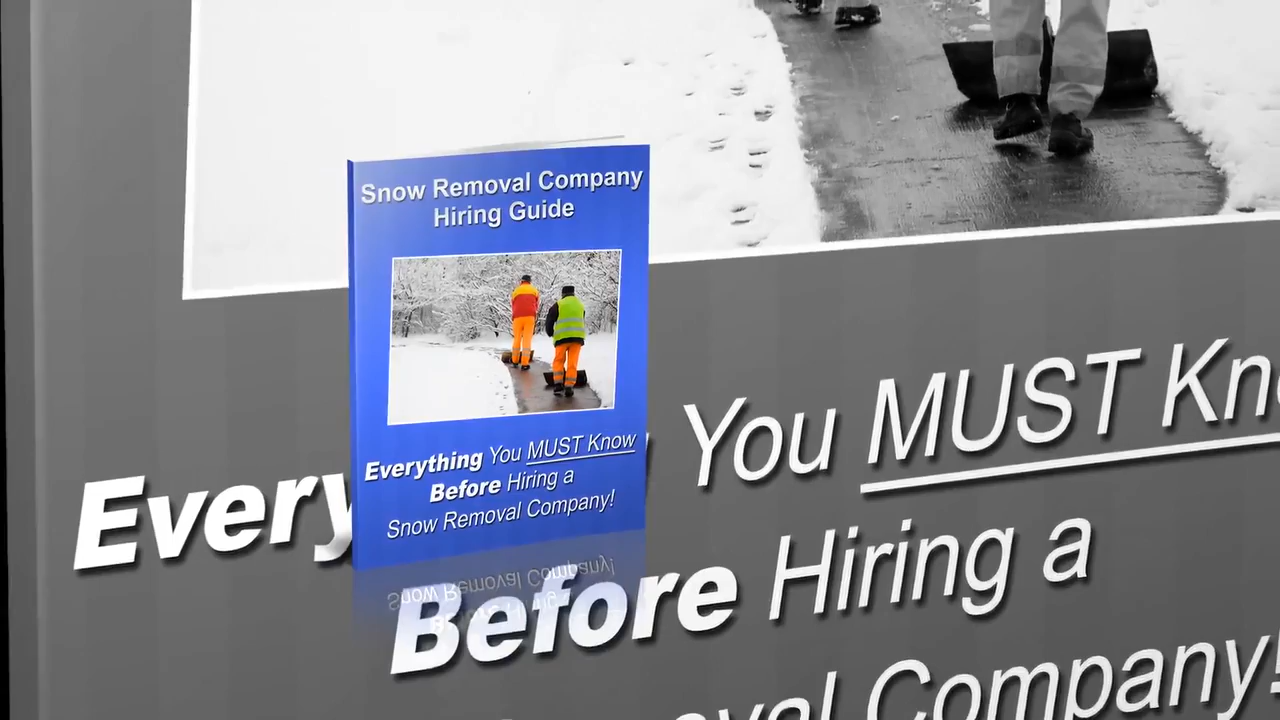 Snow Removal Company
Hiring Guide
Everything You MUST Know
Before Hiring a
Snow Removal Company!
Every You MUST Kn
Before Hiring a
val Company!